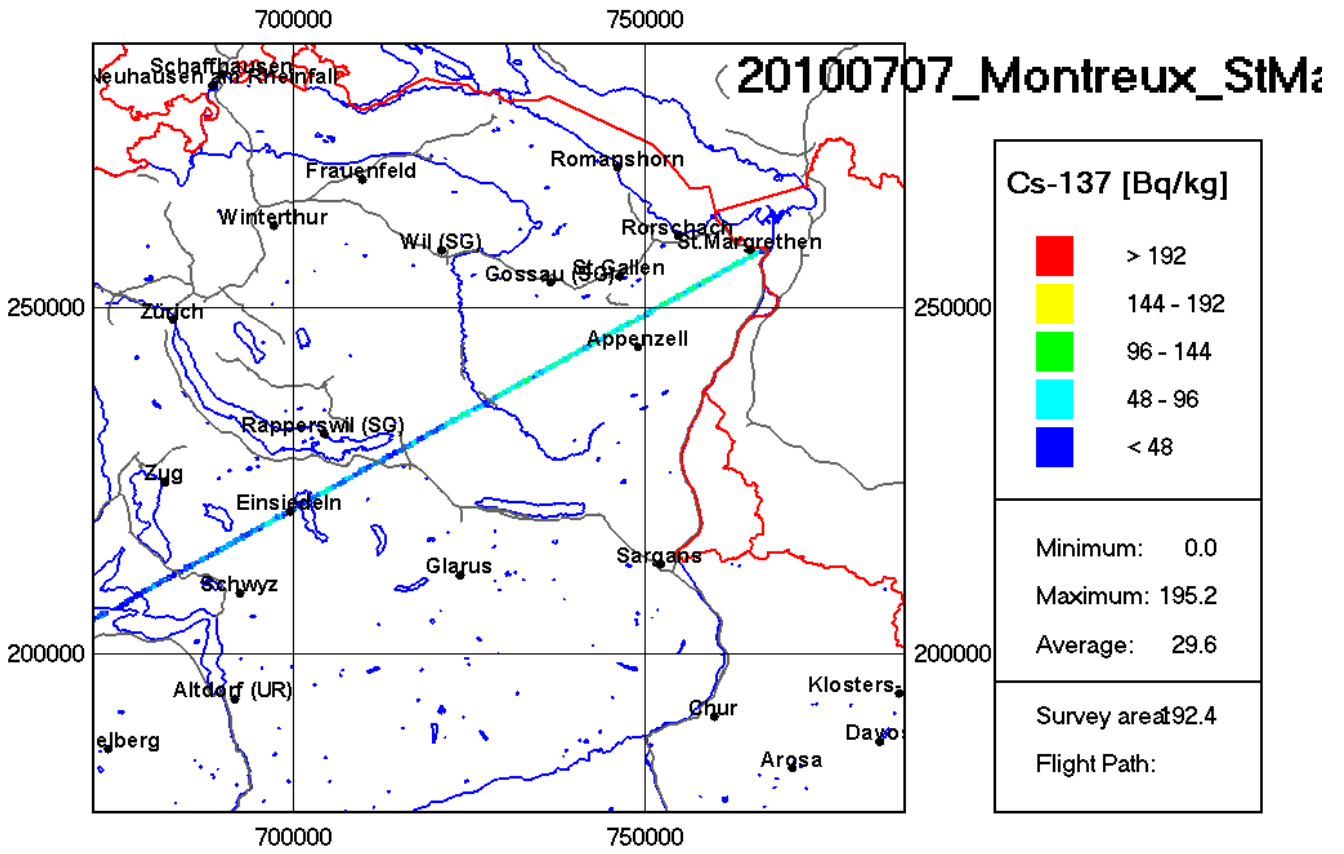 700000 750000
20100707_Montreux_StMa
Schaffhausen
Neuhausen am Rheinfall
Romanshorn
Frauenfeld
Winterthur
Rorschach
St.Margrethen
Wil (SG)
St.Gallen
Gossau (SG)
250000 250000
Zürich
Appenzell
Rapperswil (SG)
Zug
Einsiedeln
Sargans
Glarus
Schwyz
200000 200000
Altdorf (UR)
Klosters-
Chur
elberg
Davos
Arosa
700000 750000
Cs-137 [Bq/kg]
> 192
144 - 192
96 - 144
48 - 96
< 48
Minimum: 0.0
Maximum: 195.2
Average: 29.6
Survey area:192.4
Flight Path: